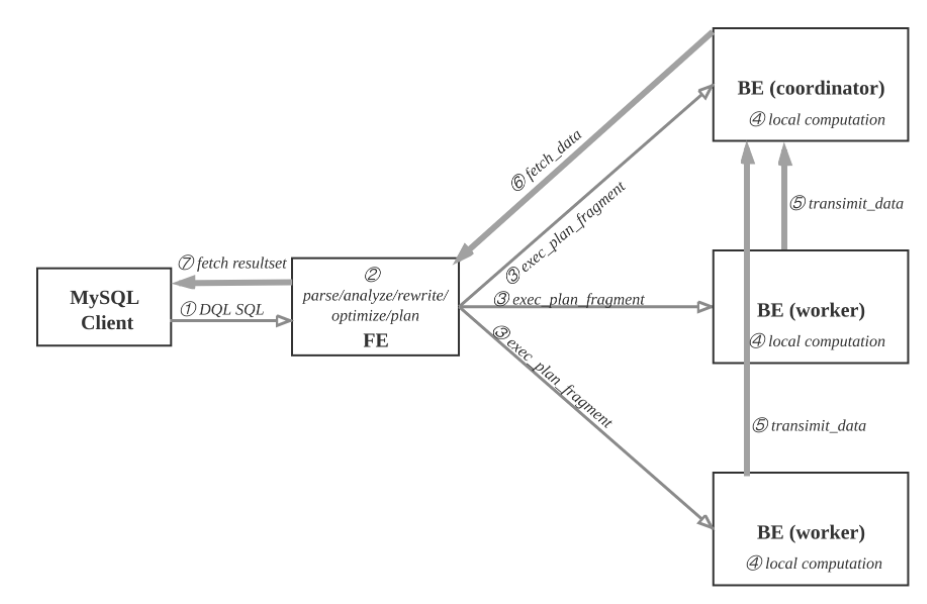 BE (coordinator)
④ local computation
⑥ fetch_data
③ exec_plan_fragment
⑤ transimit_data
⑦ fetch resultset
②
parse/analyze/rewrite/
optimize/plan
FE
MySQL
Client
① DQL SQL
③ exec_plan_fragment
BE (worker)
④ local computation
③ exec_plan_fragment
⑤ transimit_data
BE (worker)
④ local computation